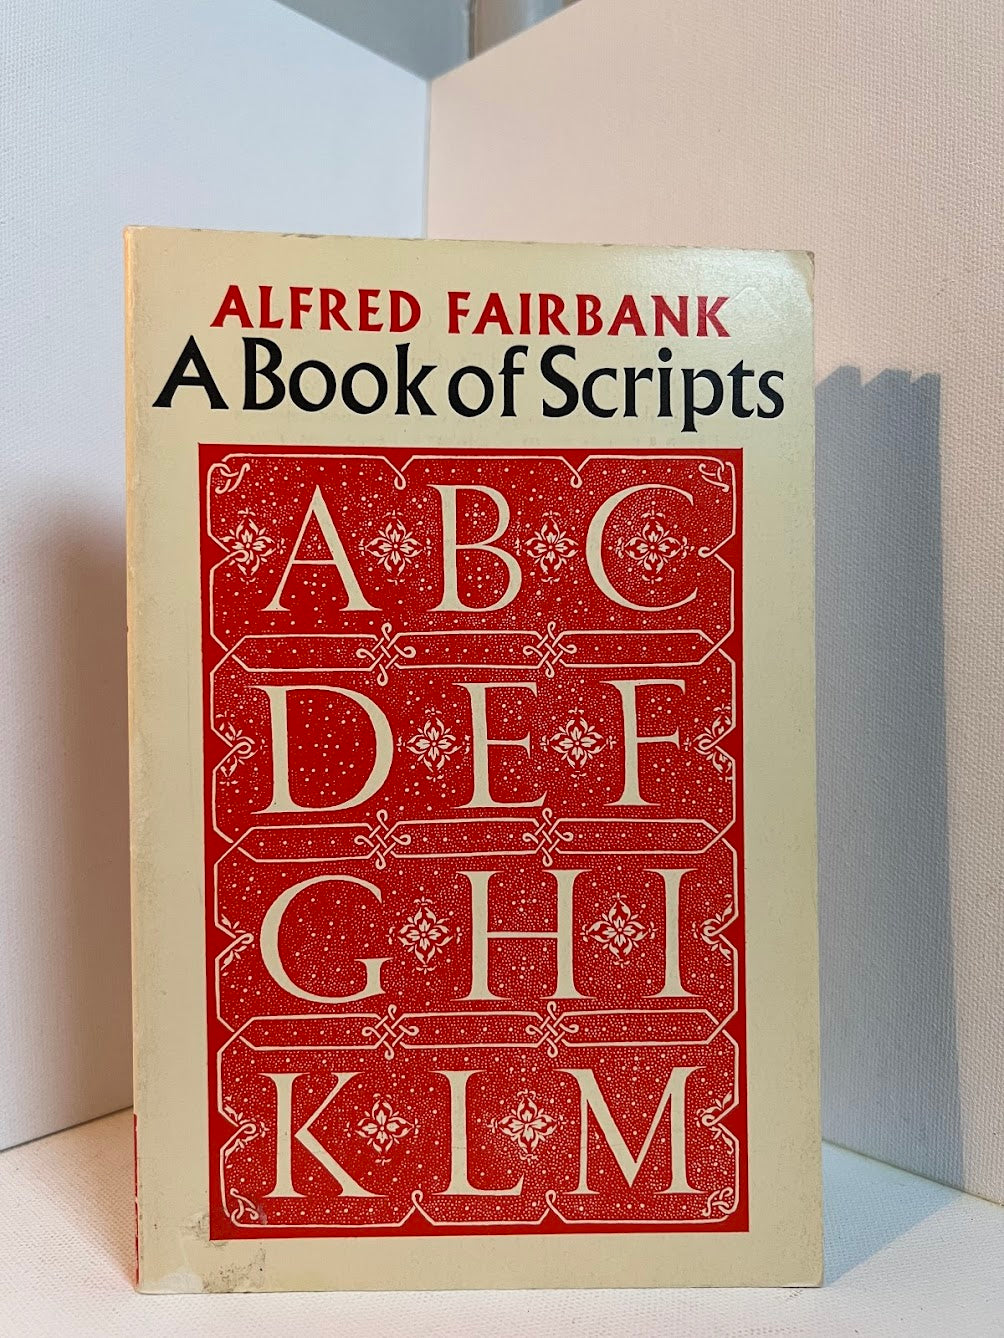 ALFRED FAIRBANK
A Book of Scripts
A B C
D E F
G H I
K L M